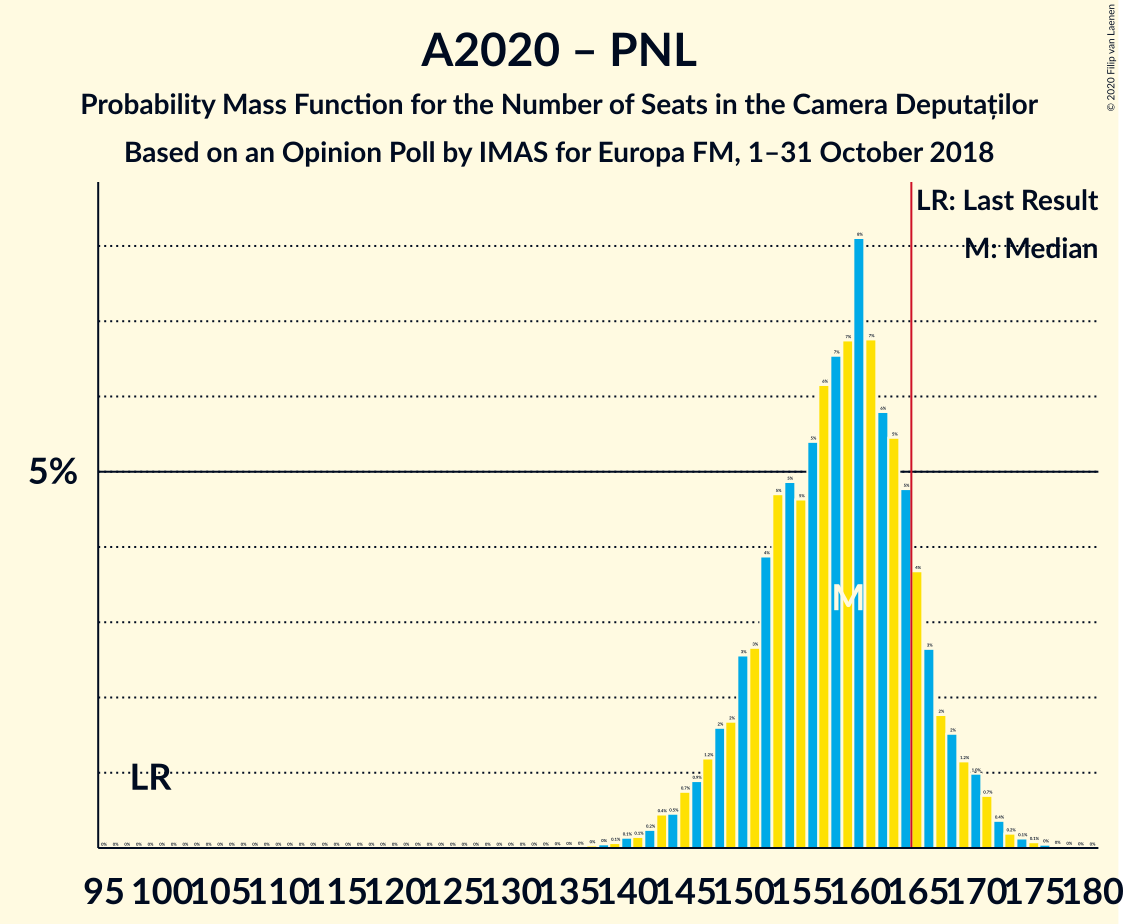 A2020 – PNL
Probability Mass Function for the Number of Seats in the Camera Deputaților
Based on an Opinion Poll by IMAS for Europa FM, 1–31 October 2018
© 2020 Filip van Laenen
LR: Last Result
M: Median
5%
LR
M
95 100 105 110 115 120 125 130 135 140 145 150 155 160 165 170 175 180